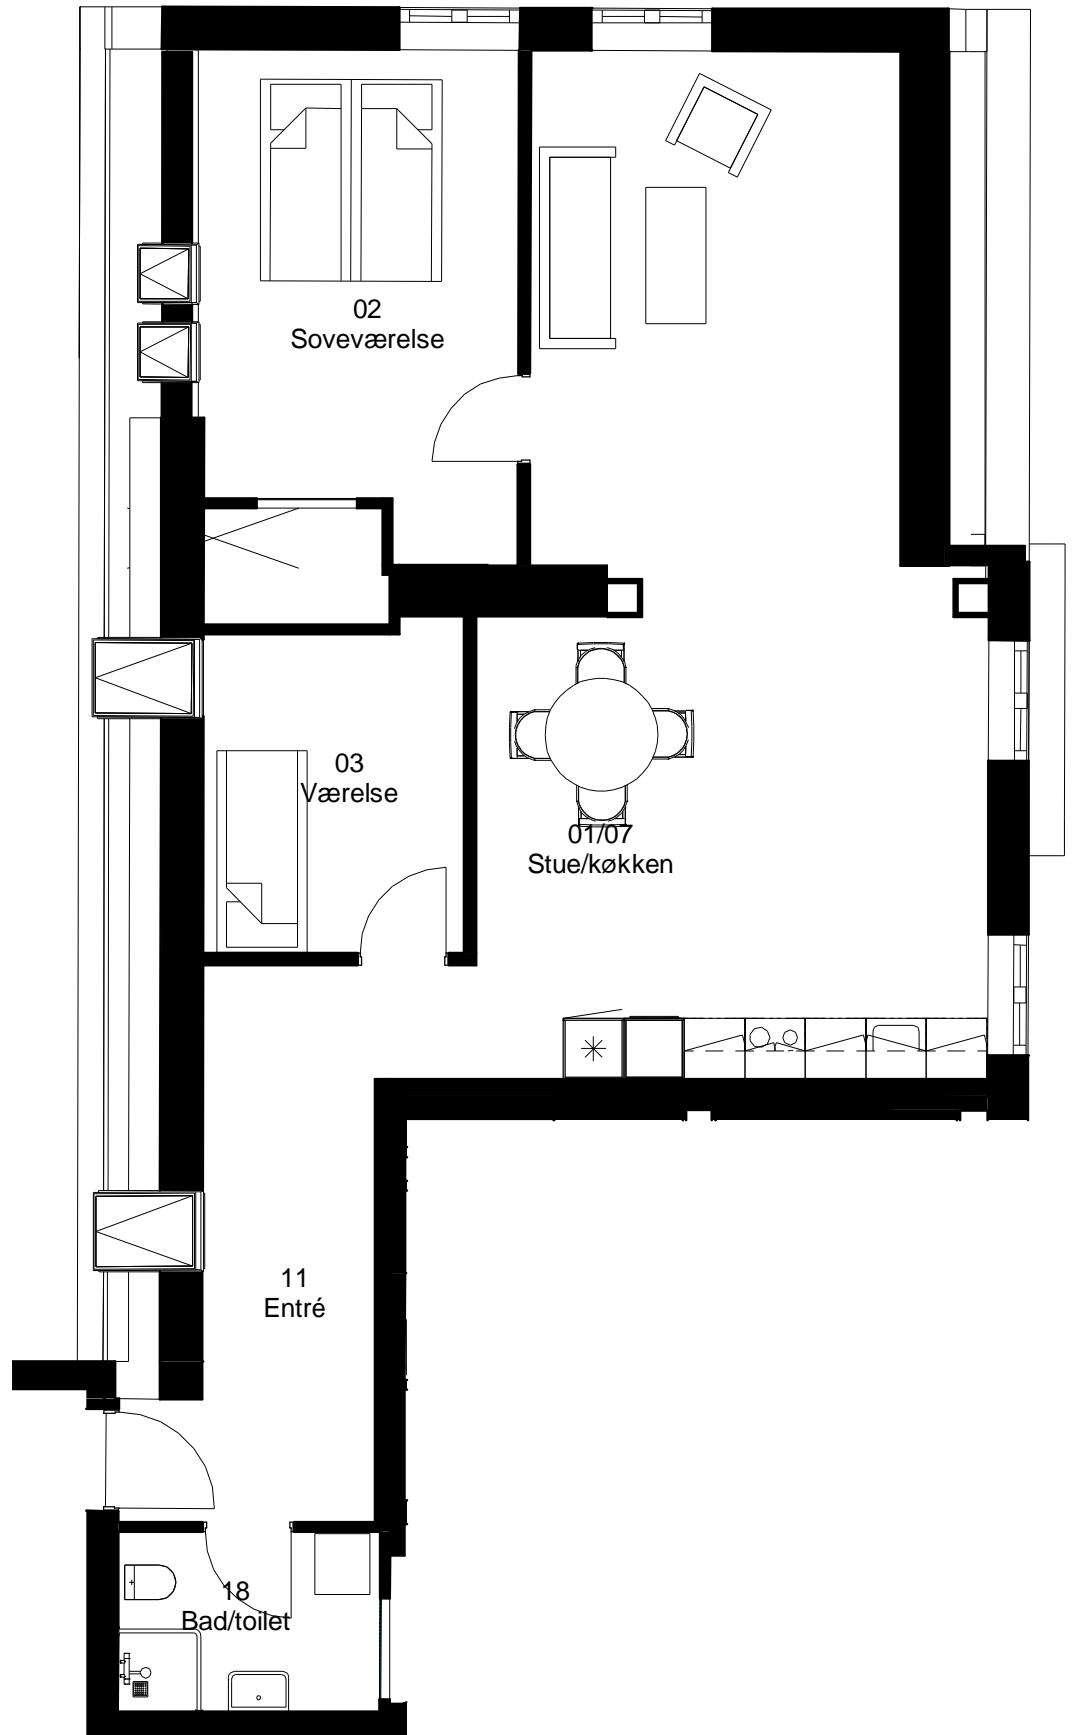 02
Soveværelse
03
Værelse
01/07
Stue/køkken
11
Entré
18
Bad/toilet